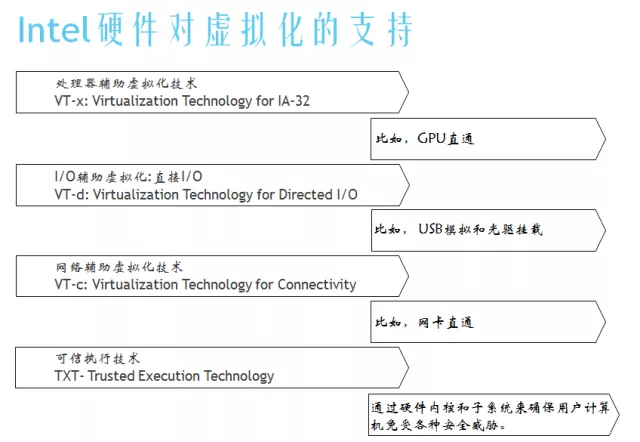 Intel硬件对虚拟化的支持
处理器辅助虚拟化技术
VT-x: Virtualization Technology for IA-32
比如，GPU直通
I/O辅助虚拟化:直接I/O
VT-d: Virtualization Technology for Directed I/O
比如，USB模拟和光驱挂载
网络辅助虚拟化技术
VT-c: Virtualization Technology for Connectivity
比如，网卡直通
可信执行技术
TXT- Trusted Execution Technology
通过硬件内核和子系统来确保用户计算
机免受各种安全威胁。